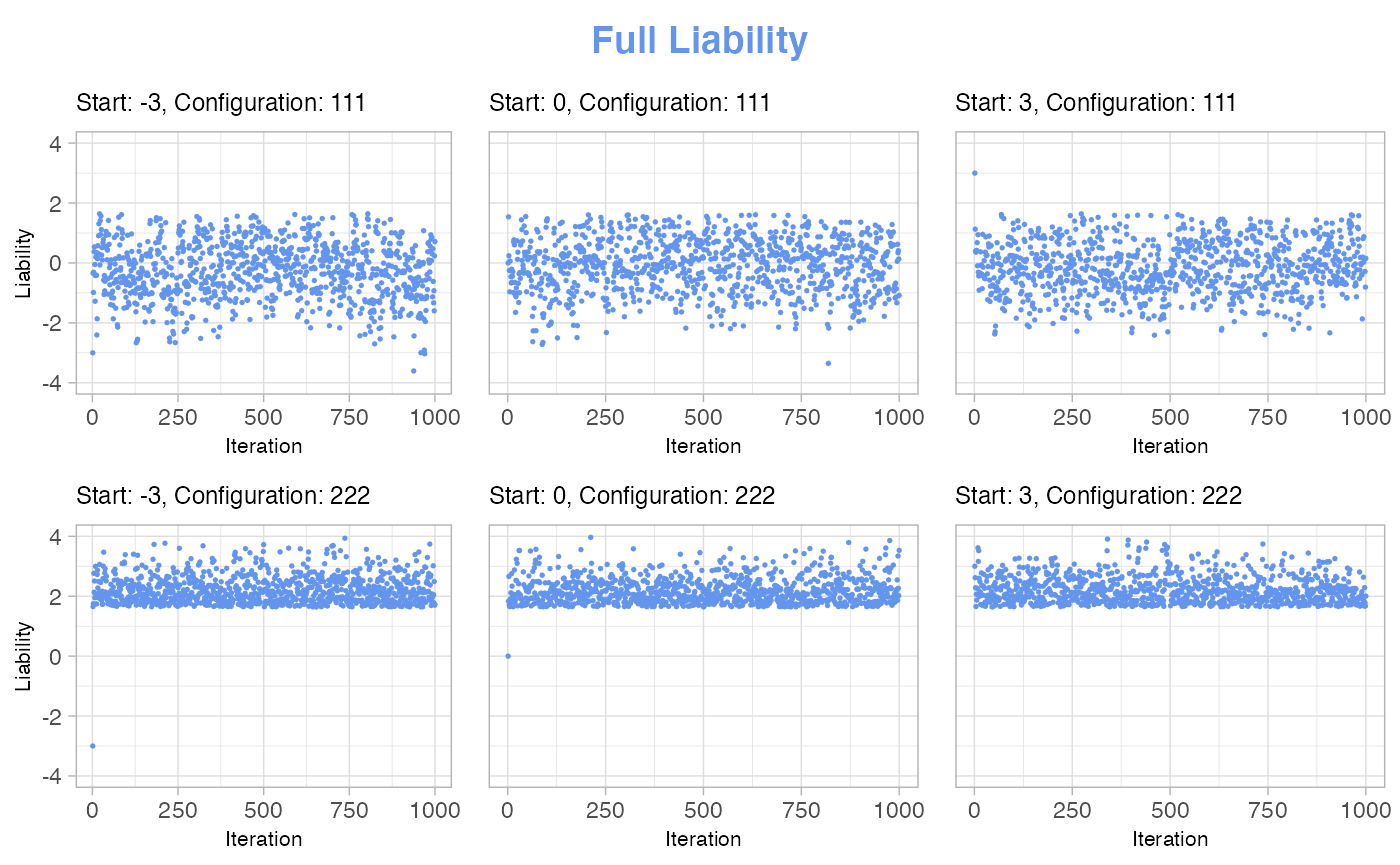 Full Liability
Start: -3, Configuration: 111
Start: 0, Configuration: 111
Start: 3, Configuration: 111
4
2
0
-2
-4
Liability
0 250 500 750 1000
0 250 500 750 1000
0 250 500 750 1000
Iteration
Iteration
Iteration
Start: -3, Configuration: 222
Start: 0, Configuration: 222
Start: 3, Configuration: 222
4
2
0
-2
-4
Liability
0 250 500 750 1000
0 250 500 750 1000
0 250 500 750 1000
Iteration
Iteration
Iteration